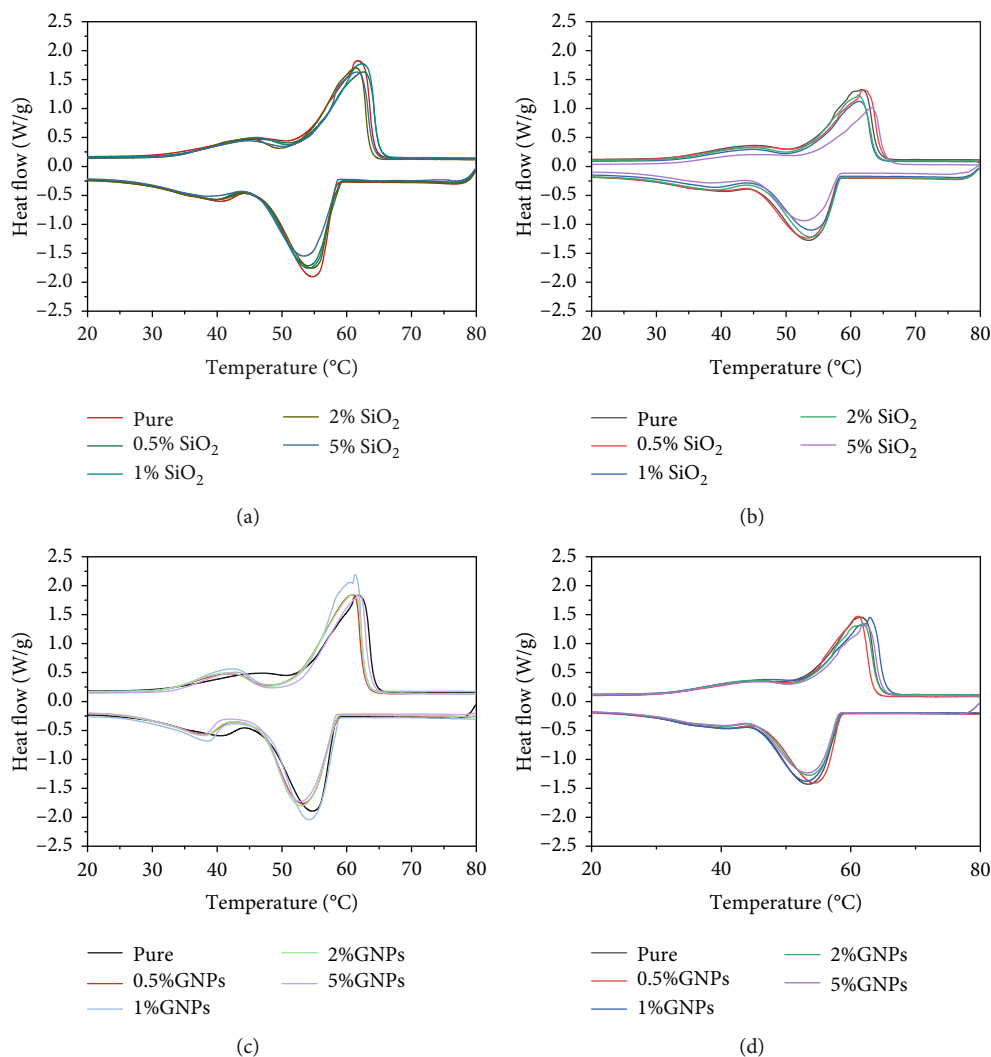 2.5
2.0
1.5
1.0
0.5
0.0
−0.5
−1.0
−1.5
−2.0
−2.5
Heat flow (W/g)
20 30 40 50 60 70 80
Temperature (°C)
Pure
0.5% SiO₂
1% SiO₂
2% SiO₂
5% SiO₂
(a)
2.5
2.0
1.5
1.0
0.5
0.0
−0.5
−1.0
−1.5
−2.0
−2.5
Heat flow (W/g)
20 30 40 50 60 70 80
Temperature (°C)
Pure
0.5% SiO₂
1% SiO₂
2% SiO₂
5% SiO₂
(b)
2.5
2.0
1.5
1.0
0.5
0.0
−0.5
−1.0
−1.5
−2.0
−2.5
Heat flow (W/g)
20 30 40 50 60 70 80
Temperature (°C)
Pure
0.5%GNPs
1%GNPs
2%GNPs
5%GNPs
(c)
2.5
2.0
1.5
1.0
0.5
0.0
−0.5
−1.0
−1.5
−2.0
−2.5
Heat flow (W/g)
20 30 40 50 60 70 80
Temperature (°C)
Pure
0.5%GNPs
1%GNPs
2%GNPs
5%GNPs
(d)